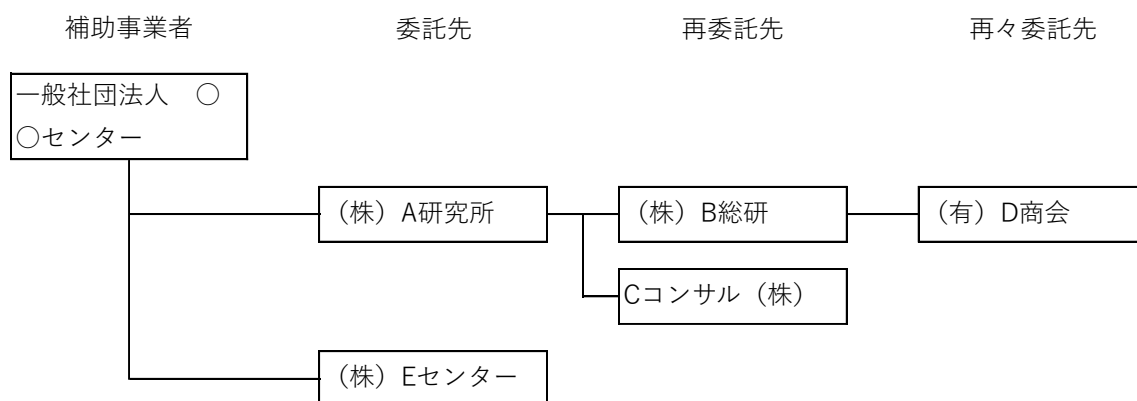 補助事業者 委託先 再委託先 再々委託先
一般社団法人　○
○センター
（株）A研究所 （株）B総研 （有）D商会
Cコンサル（株）
（株）Eセンター